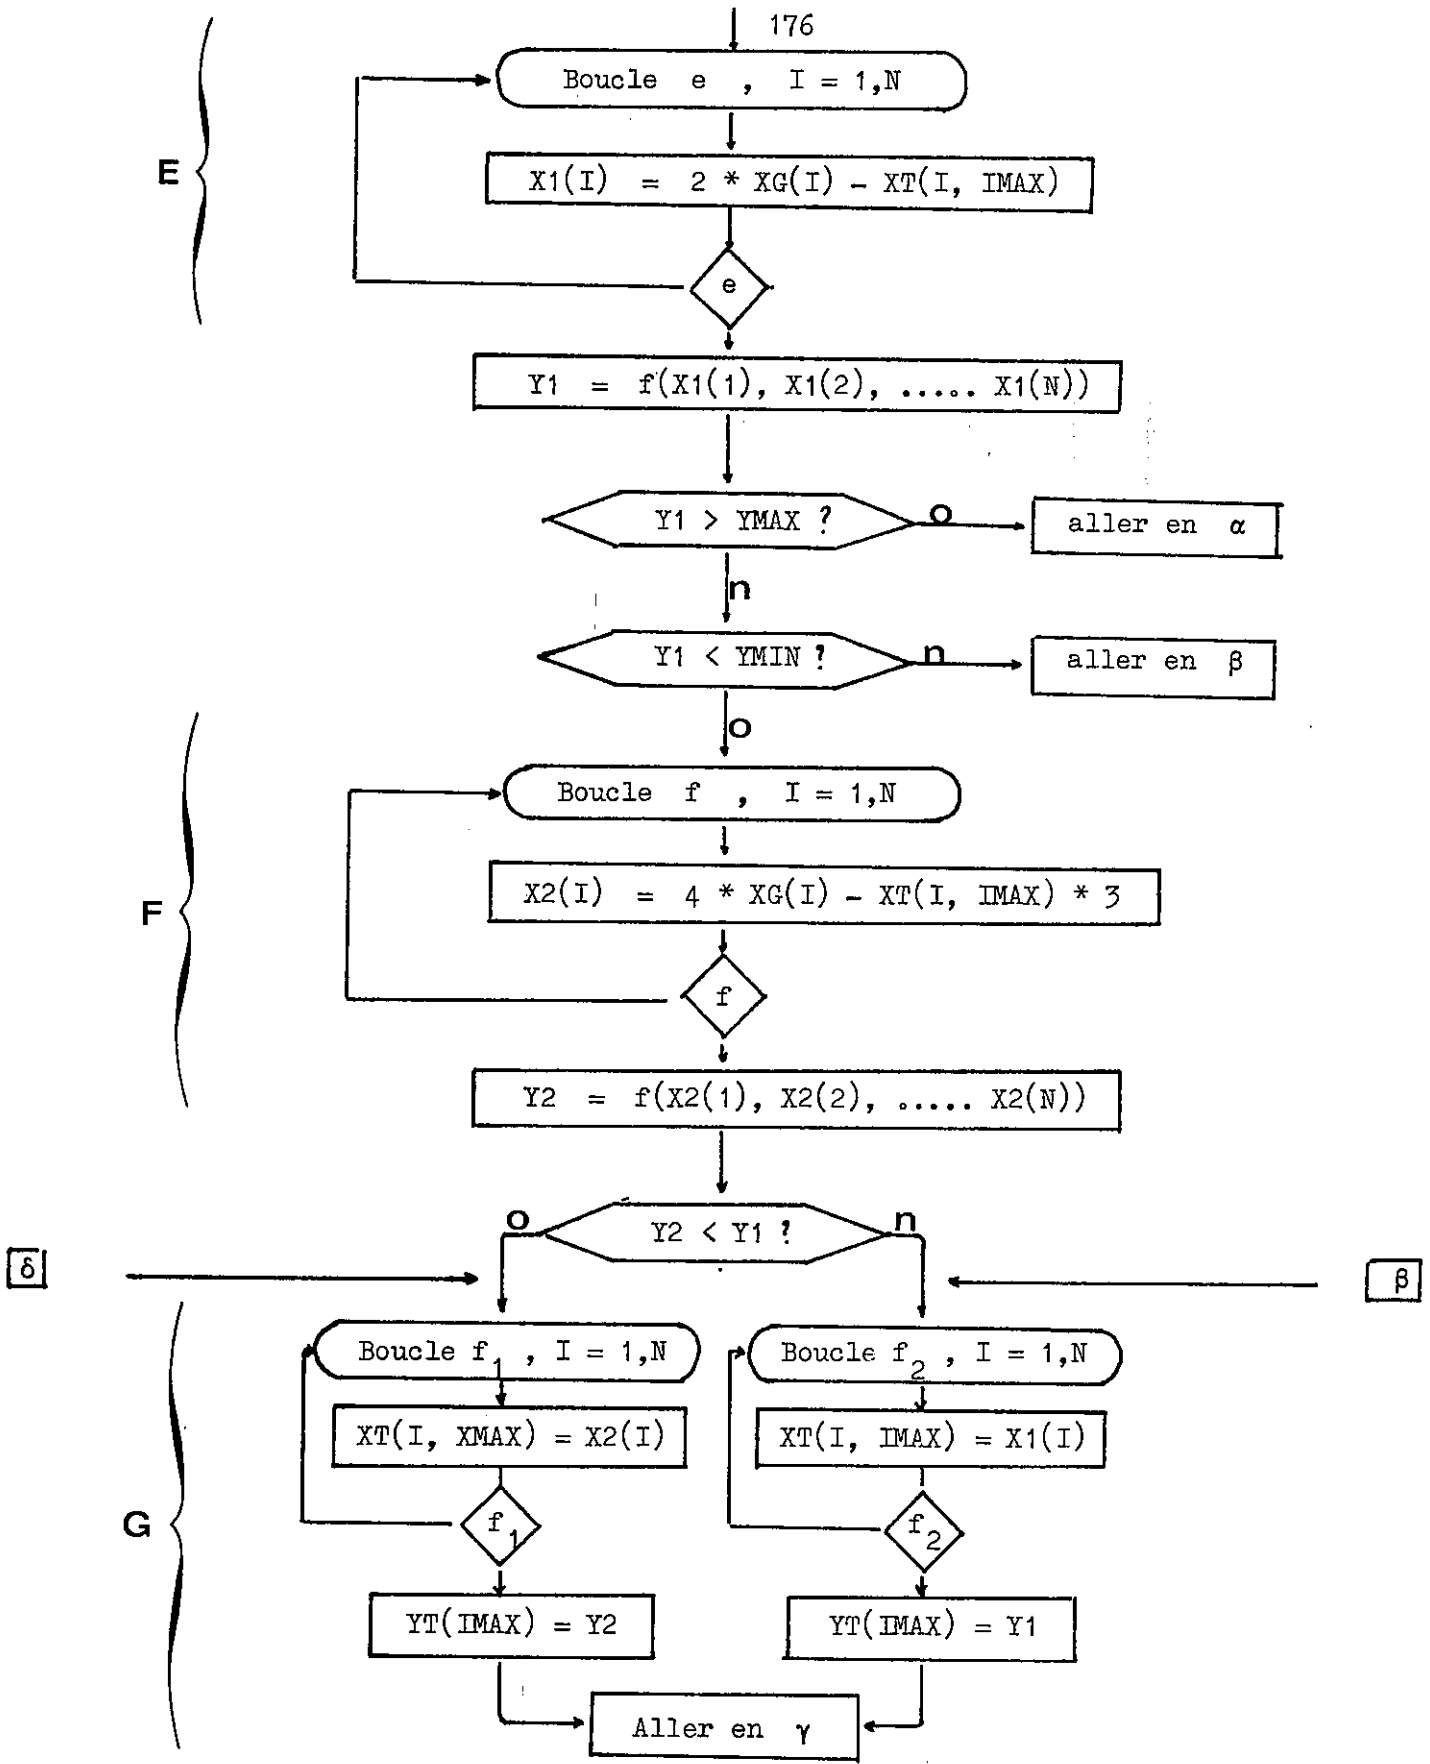 176
Boucle e , I = 1,N
E
X1(I) = 2 * XG(I) - XT(I, IMAX)
e
Y1 = f(X1(1), X1(2), ..... X1(N))
Y1 > YMAX ?
o
aller en α
n
Y1 < YMIN ?
n
aller en β
o
Boucle f , I = 1,N
F
X2(I) = 4 * XG(I) - XT(I, IMAX) * 3
f
Y2 = f(X2(1), X2(2), ..... X2(N))
o
Y2 < Y1 ?
n
δ
β
Boucle f1 , I = 1,N
Boucle f2 , I = 1,N
XT(I, XMAX) = X2(I)
XT(I, IMAX) = X1(I)
G
f1
f2
YT(IMAX) = Y2
YT(IMAX) = Y1
Aller en γ